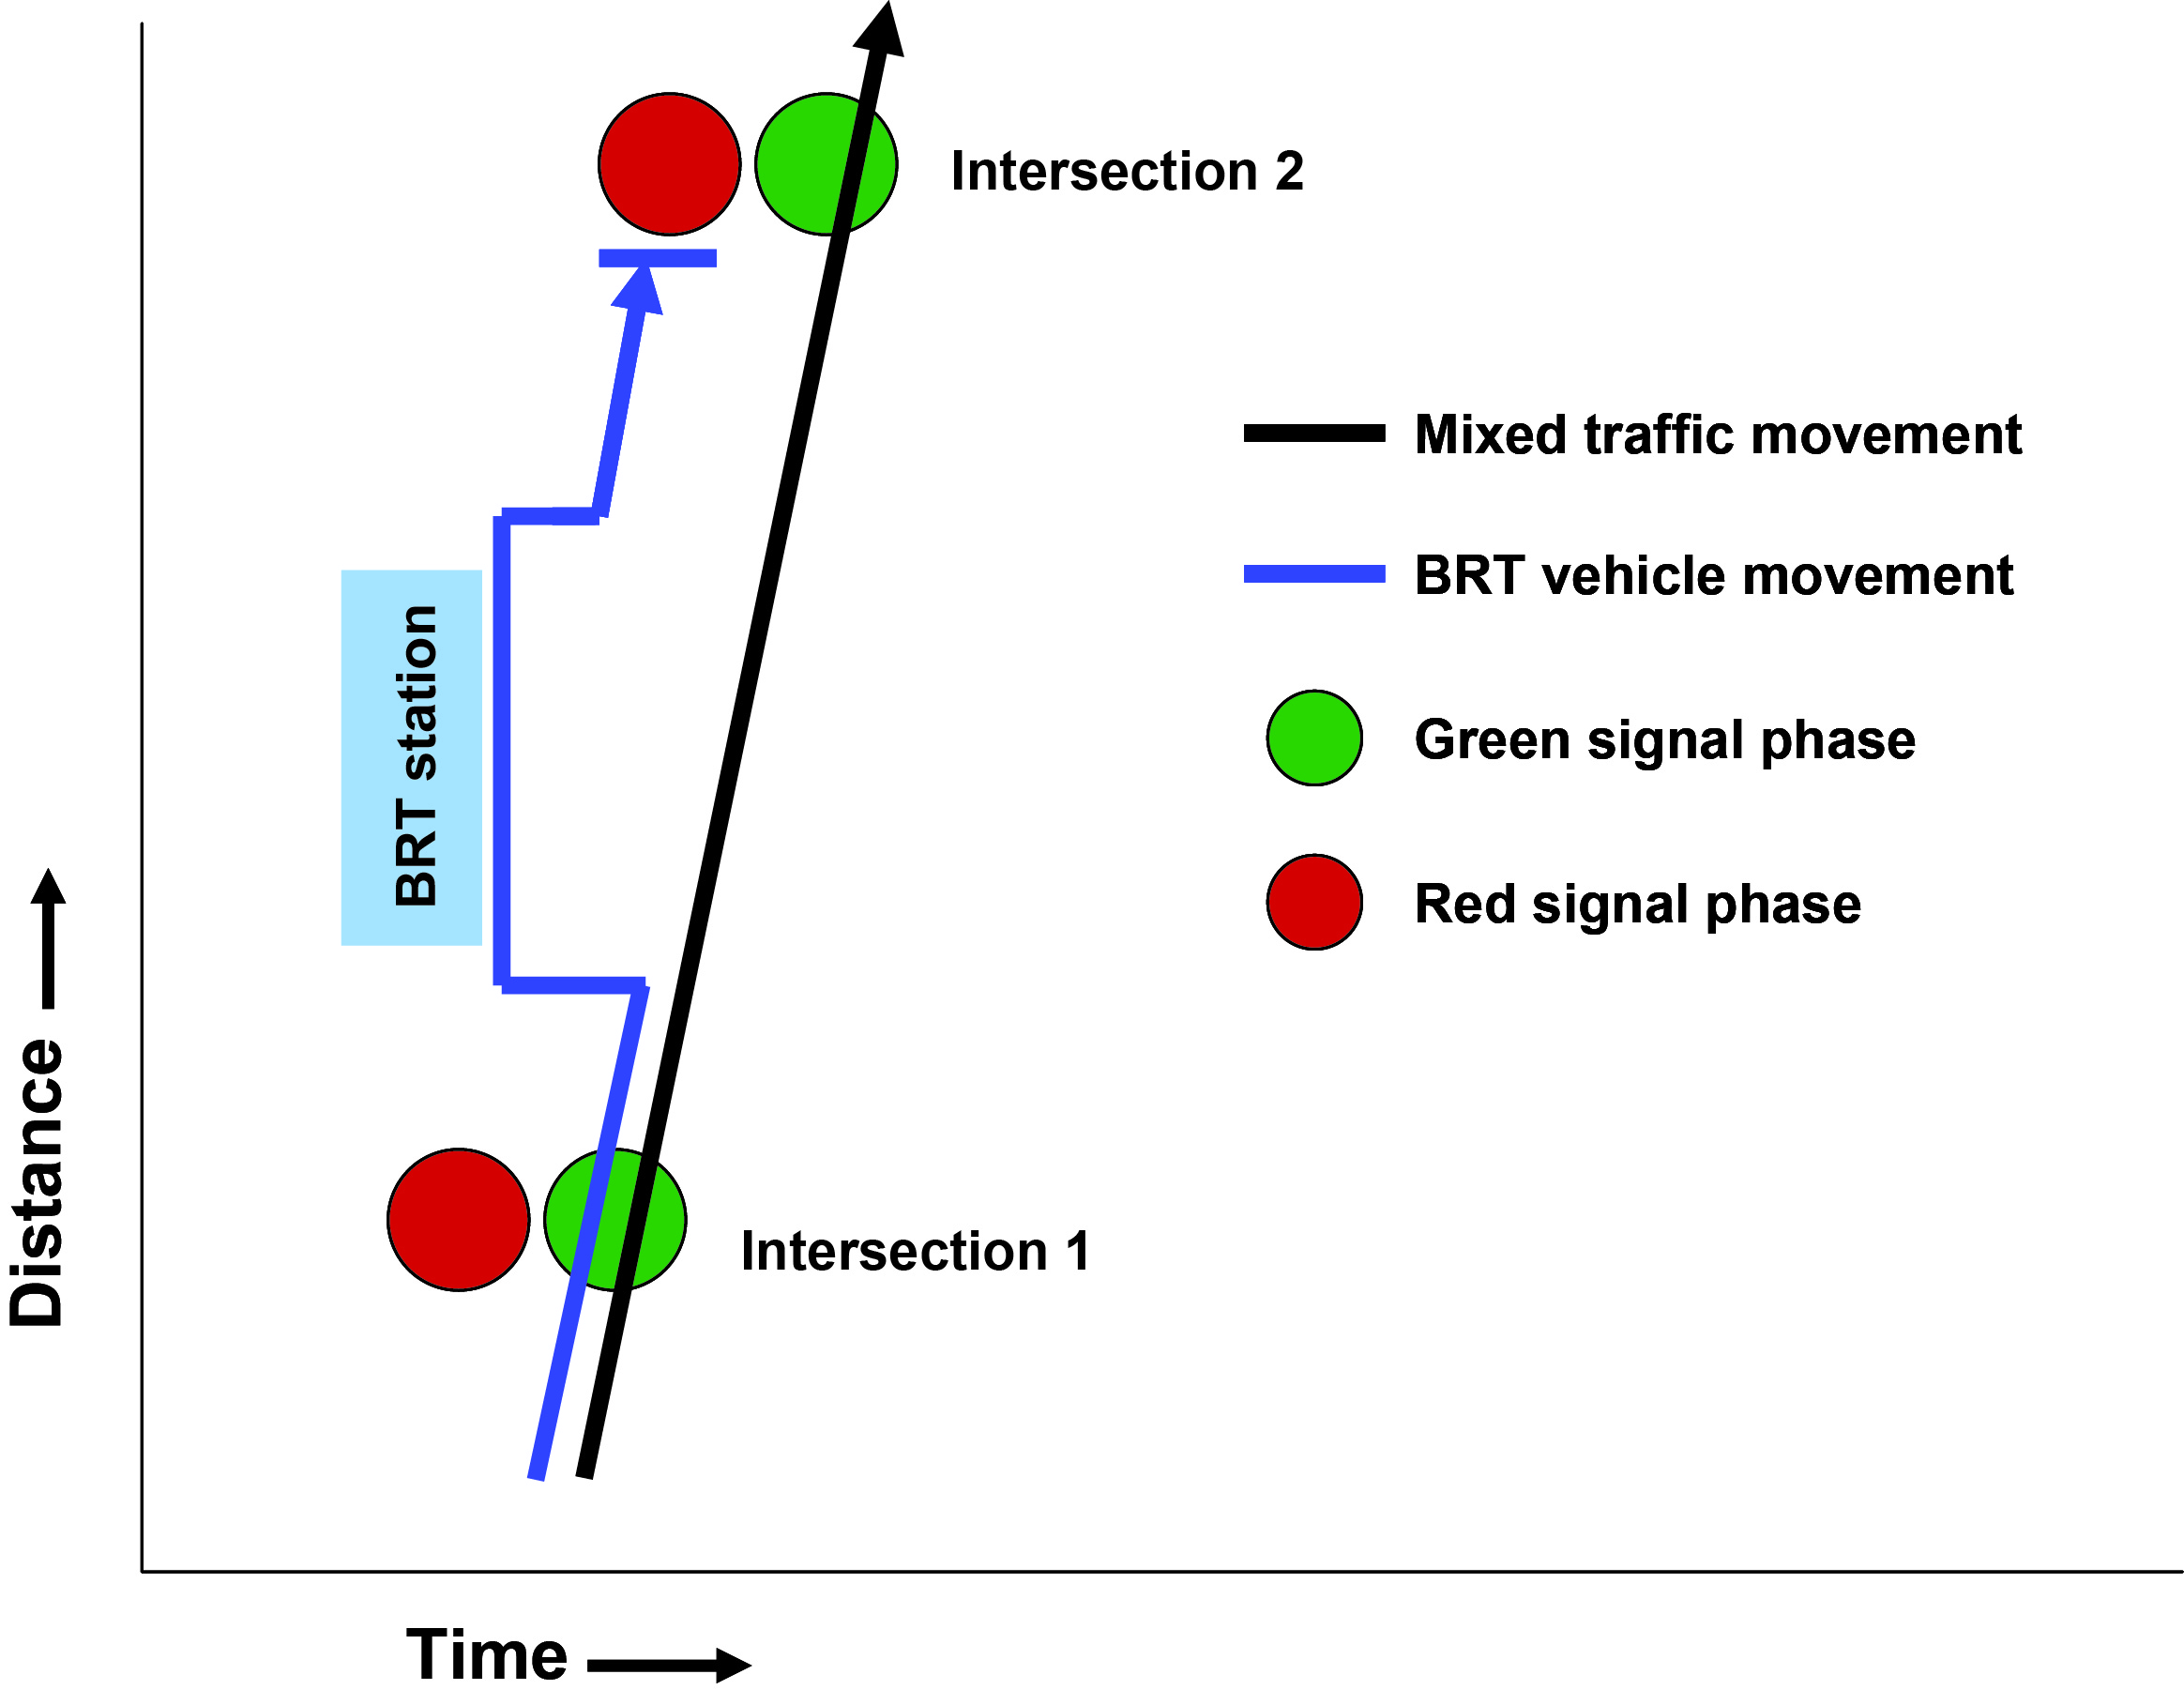 Intersection 2
Mixed traffic movement
BRT vehicle movement
BRT station
Green signal phase
Red signal phase
Distance
Intersection 1
Time